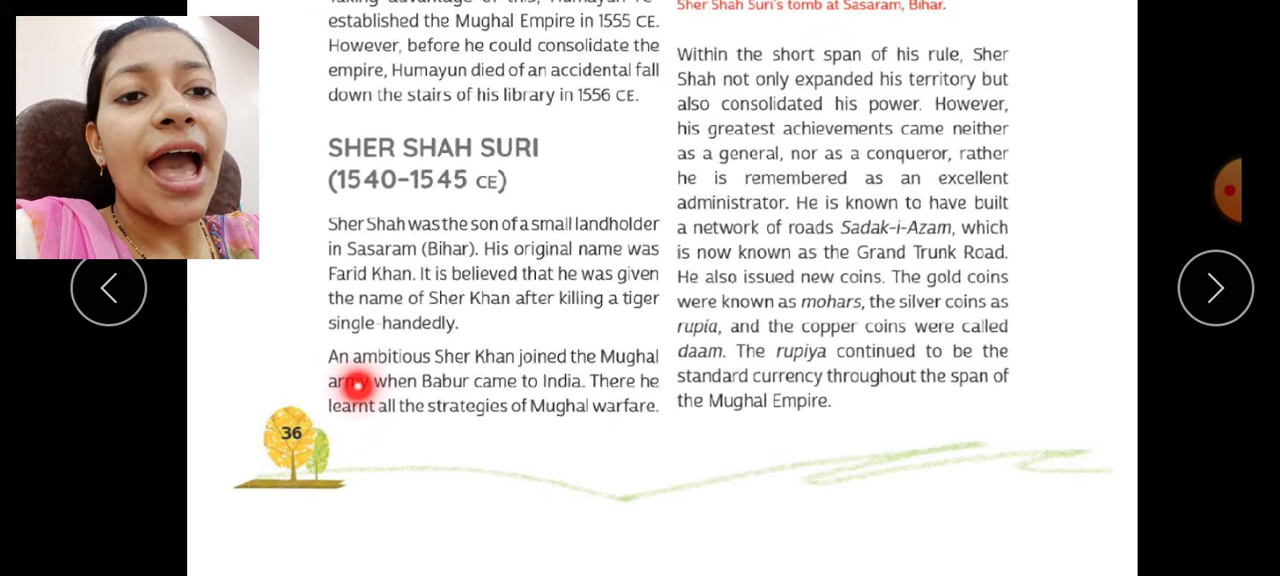 established the Mughal Empire in 1555 CE.
However, before he could consolidate the
empire, Humayun died of an accidental fall
down the stairs of his library in 1556 CE.
SHER SHAH SURI
(1540–1545 CE)
Sher Shah was the son of a small landholder
in Sasaram (Bihar). His original name was
Farid Khan. It is believed that he was given
the name of Sher Khan after killing a tiger
single-handedly.
An ambitious Sher Khan joined the Mughal
army when Babur came to India. There he
learnt all the strategies of Mughal warfare.
36
Sher Shah Suri's tomb at Sasaram, Bihar.
Within the short span of his rule, Sher
Shah not only expanded his territory but
also consolidated his power. However,
his greatest achievements came neither
as a general, nor as a conqueror, rather
he is remembered as an excellent
administrator. He is known to have built
a network of roads Sadak-i-Azam, which
is now known as the Grand Trunk Road.
He also issued new coins. The gold coins
were known as mohars, the silver coins as
rupia, and the copper coins were called
daam. The rupiya continued to be the
standard currency throughout the span of
the Mughal Empire.